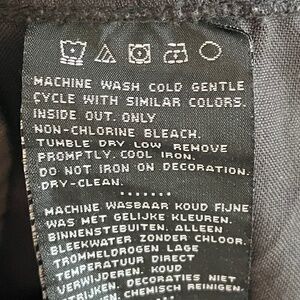 MACHINE WASH COLD GENTLE
CYCLE WITH SIMILAR COLORS.
INSIDE OUT. ONLY
NON-CHLORINE BLEACH.
TUMBLE DRY LOW REMOVE
PROMPTLY. COOL IRON.
DO NOT IRON ON DECORATION.
DRY-CLEAN.
.......
MACHINE WASBAAR KOUD FIJNE
WAS MET GELIJKE KLEUREN.
BINNENSTEBUITEN. ALLEEN
BLEEKWATER ZONDER CHLOOR.
TROMMELDROGEN LAGE
TEMPERATUUR DIRECT
VERWIJDEREN. KOUD
DECORATIES NIET
CHEMISCH REINIGEN.